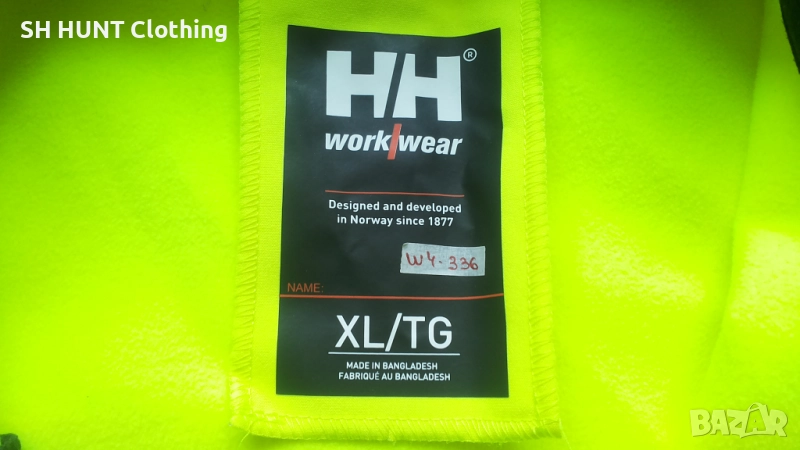 SH HUNT Clothing
H/H®
work/wear
Designed and developed
in Norway since 1877
W4-336
NAME:
XL/TG
MADE IN BANGLADESH
FABRIQUÉ AU BANGLADESH
BAZAR